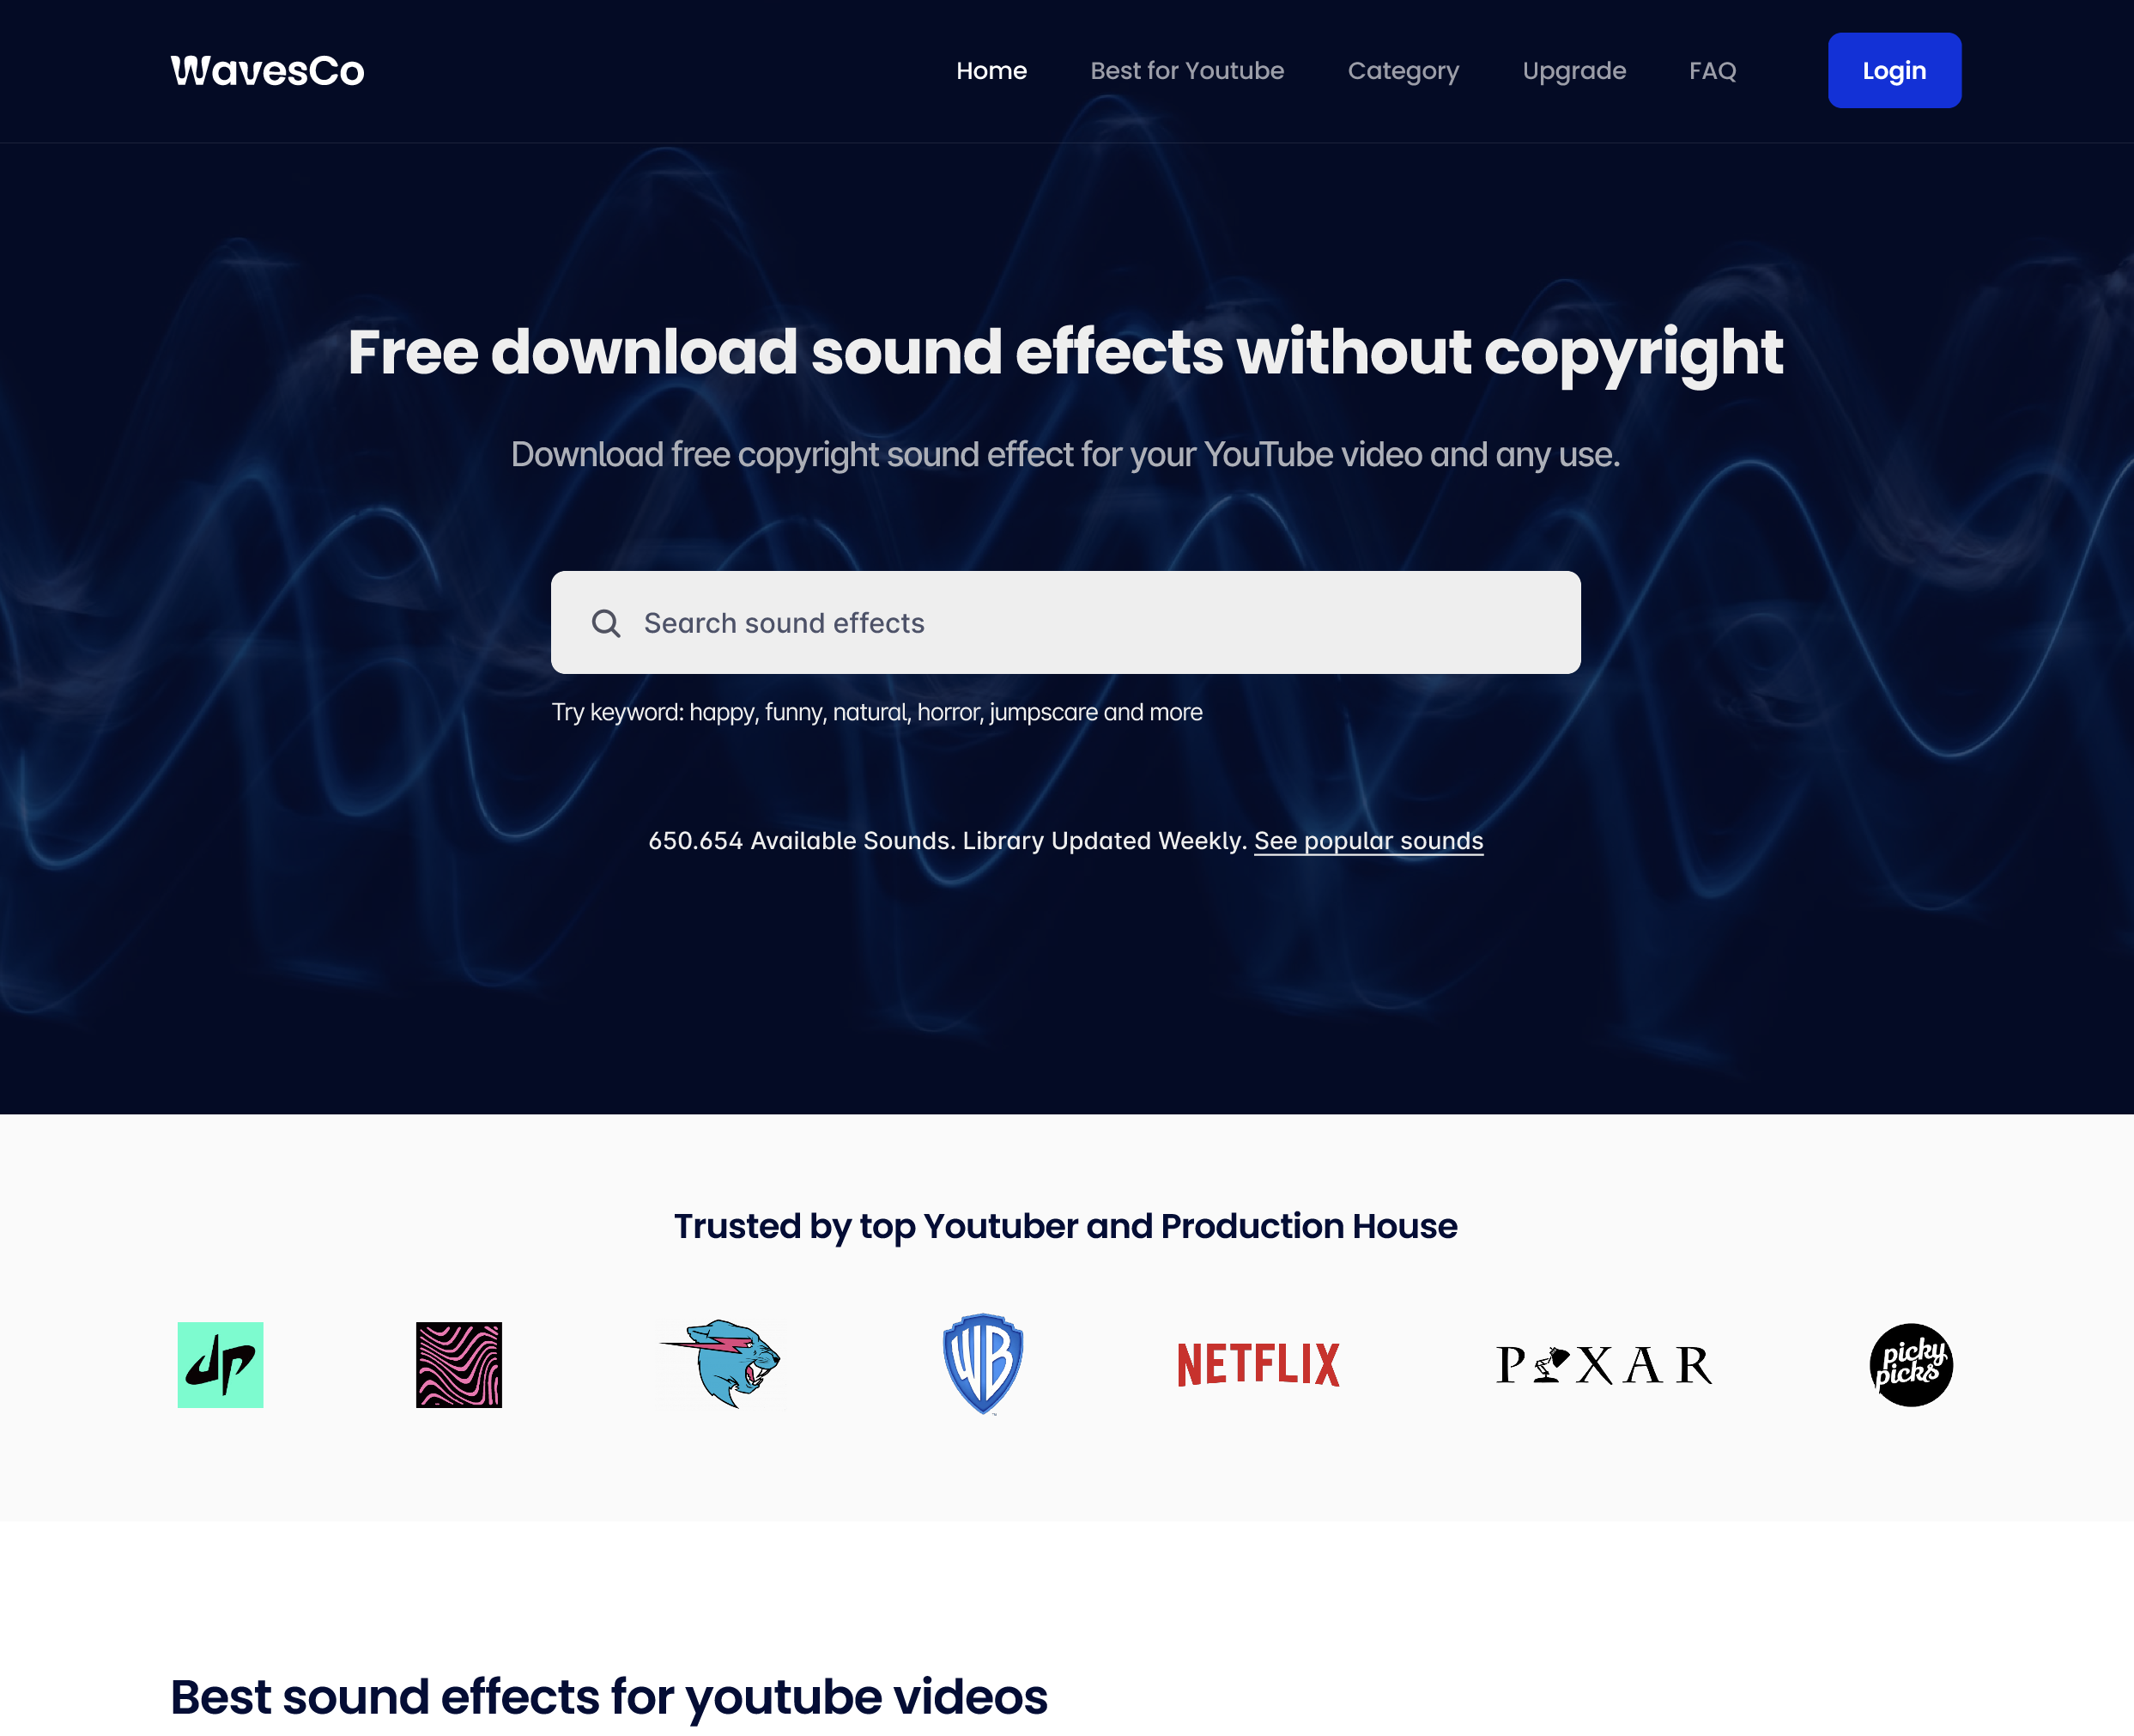 WavesCo
Home Best for Youtube Category Upgrade FAQ Login
Free download sound effects without copyright
Download free copyright sound effect for your YouTube video and any use.
Search sound effects
Try keyword: happy, funny, natural, horror, jumpscare and more
650.654 Available Sounds. Library Updated Weekly. See popular sounds
Trusted by top Youtuber and Production House
dp WB TM NETFLIX PIXAR picky
picks
Best sound effects for youtube videos